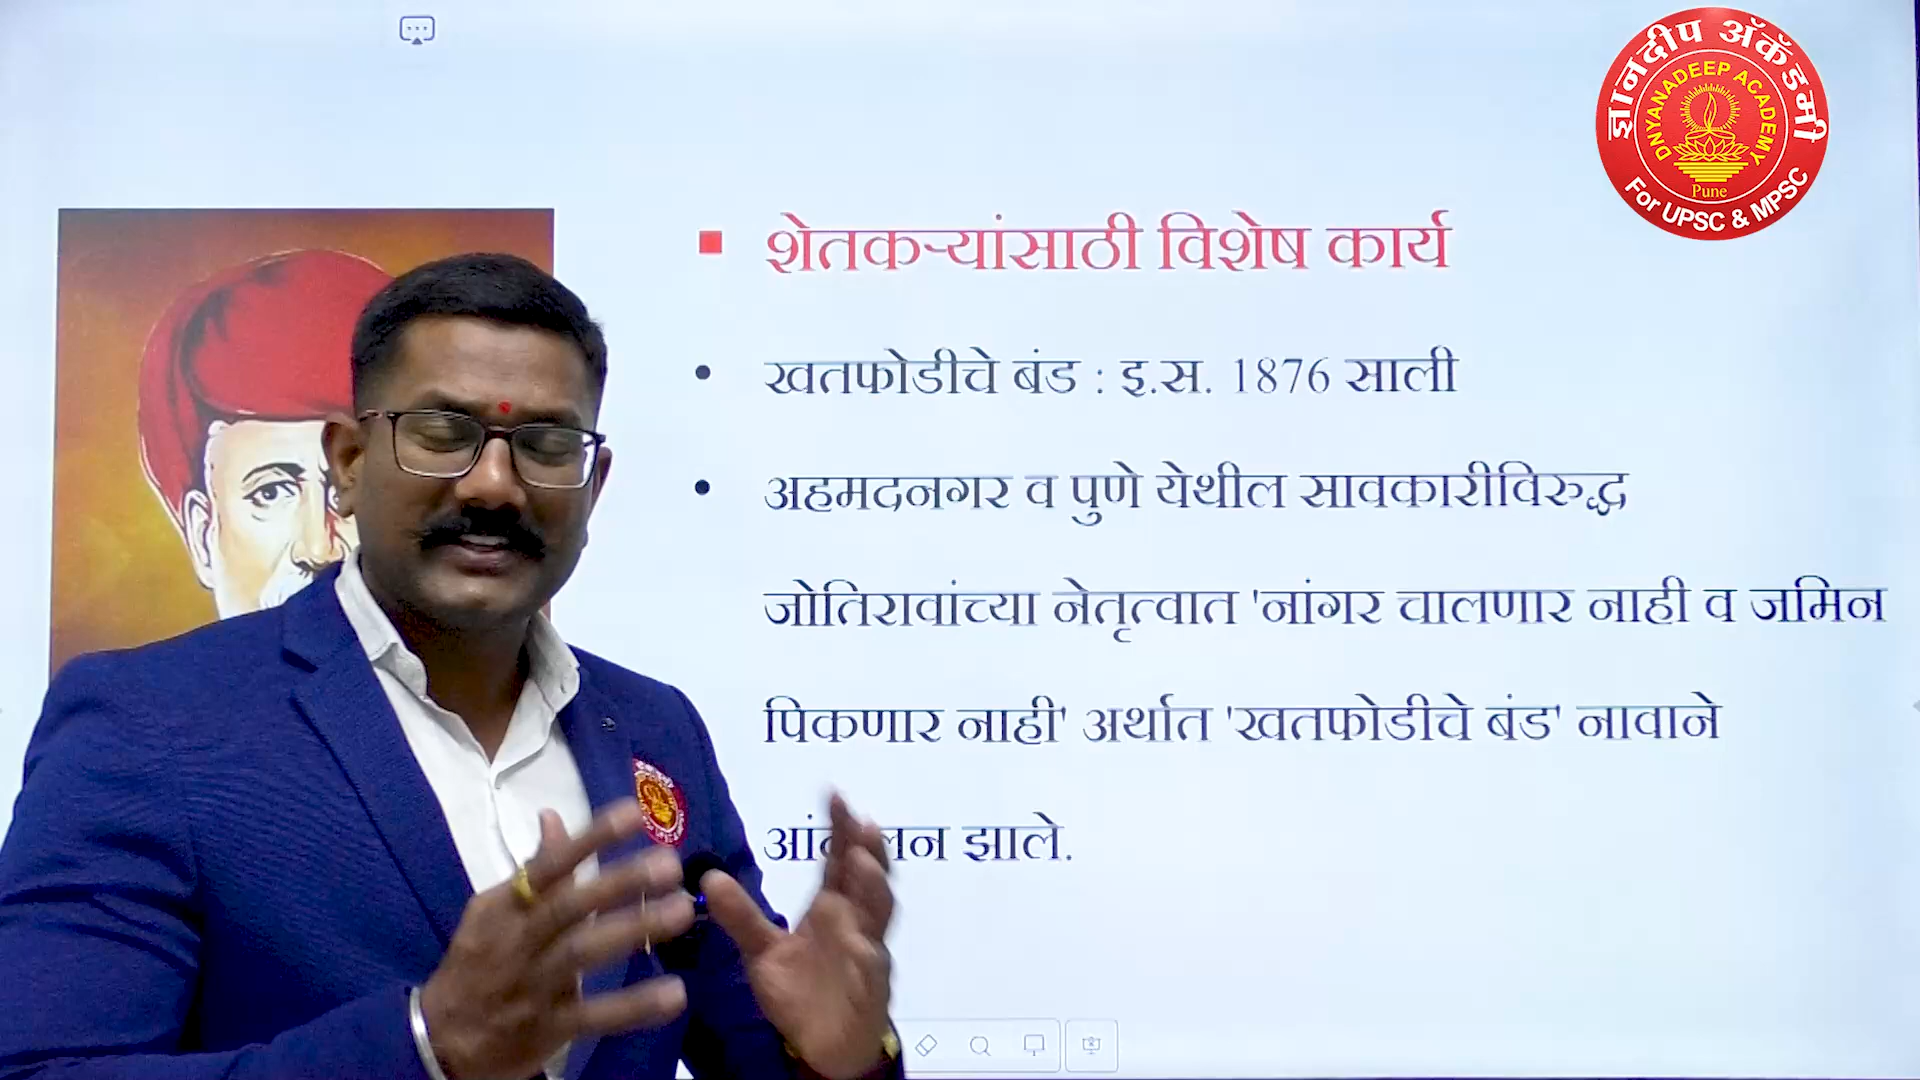 ज्ञानदीप अ‍ॅकॅडमी
DNYANADEEP ACADEMY
Pune
For UPSC & MPSC
शेतकऱ्यांसाठी विशेष कार्य
खतफोडीचे बंड : इ.स. 1876 साली
अहमदनगर व पुणे येथील सावकारीविरुद्ध
जोतिरावांच्या नेतृत्वात 'नांगर चालणार नाही व जमिन
पिकणार नाही' अर्थात 'खतफोडीचे बंड' नावाने
झाले.